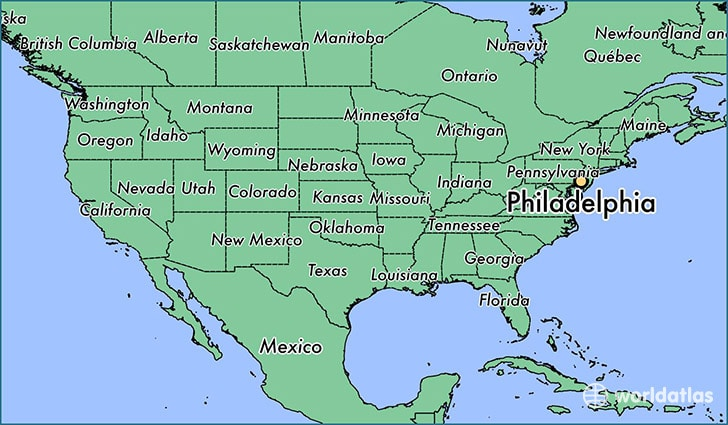 ska
British Columbia
Alberta
Saskatchewan
Manitoba
Nunavut
Newfoundland and
Québec
Ontario
Washington
Montana
Minnesota
Michigan
Maine
Oregon
Idaho
Wyoming
New York
Nebraska
Iowa
Pennsylvania
Nevada
Utah
Colorado
Kansas
Missouri
Indiana
Philadelphia
California
New Mexico
Oklahoma
Tennessee
Texas
Louisiana
Georgia
Florida
Mexico
worldatlas